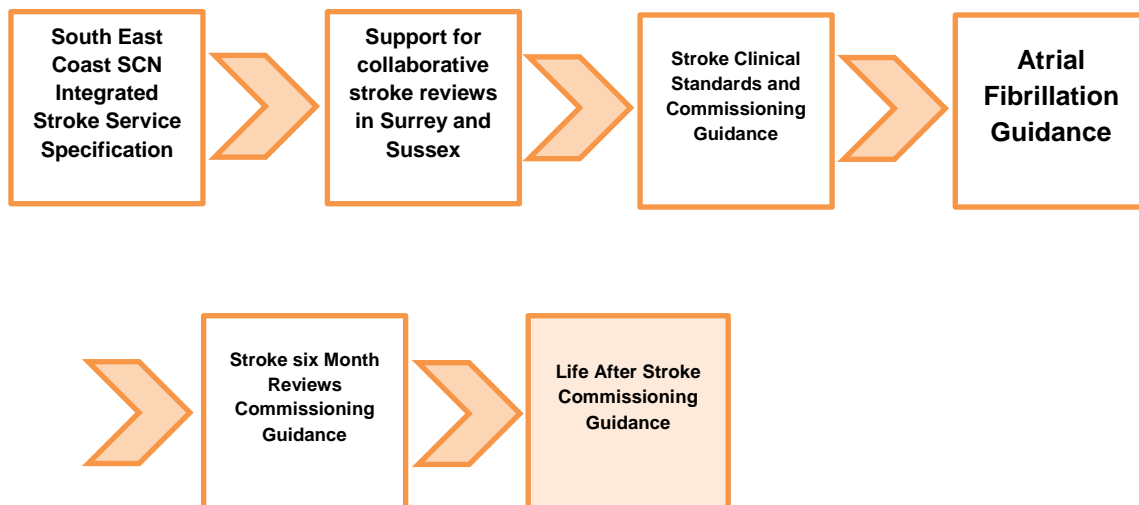 South East
Coast SCN
Integrated
Stroke Service
Specification
Support for
collaborative
stroke reviews
in Surrey and
Sussex
Stroke Clinical
Standards and
Commissioning
Guidance
Atrial
Fibrillation
Guidance
Stroke six Month
Reviews
Commissioning
Guidance
Life After Stroke
Commissioning
Guidance